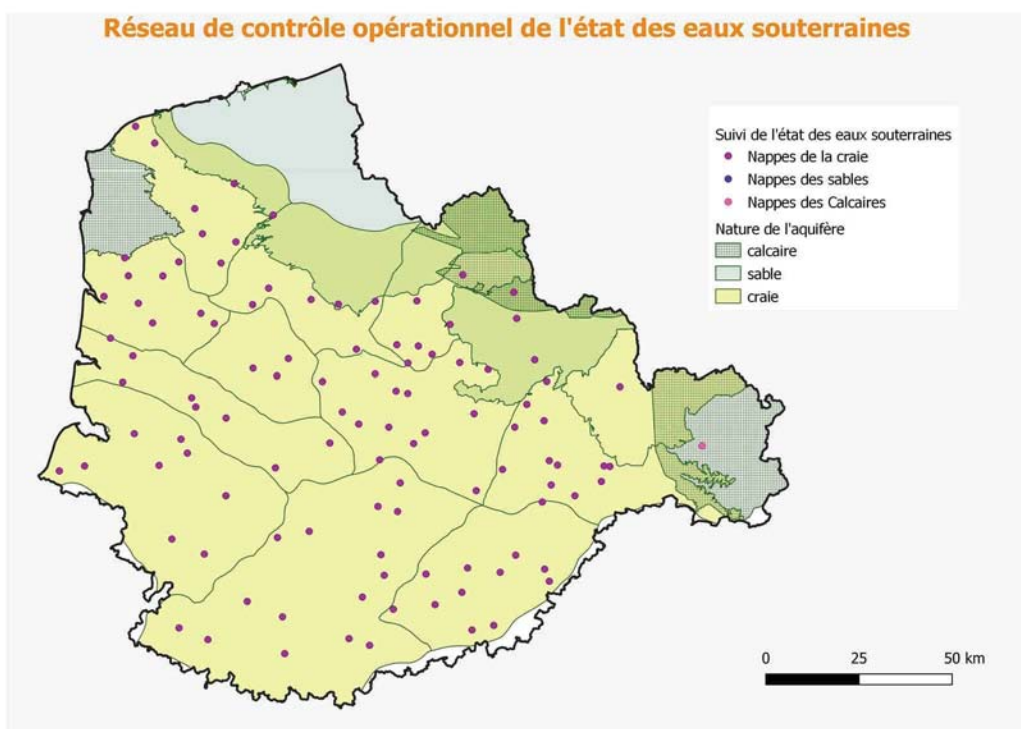 Réseau de contrôle opérationnel de l'état des eaux souterraines
Suivi de l'état des eaux souterraines
Nappes de la craie
Nappes des sables
Nappes des Calcaires
Nature de l'aquifère
calcaire
sable
craie
0 25 50 km